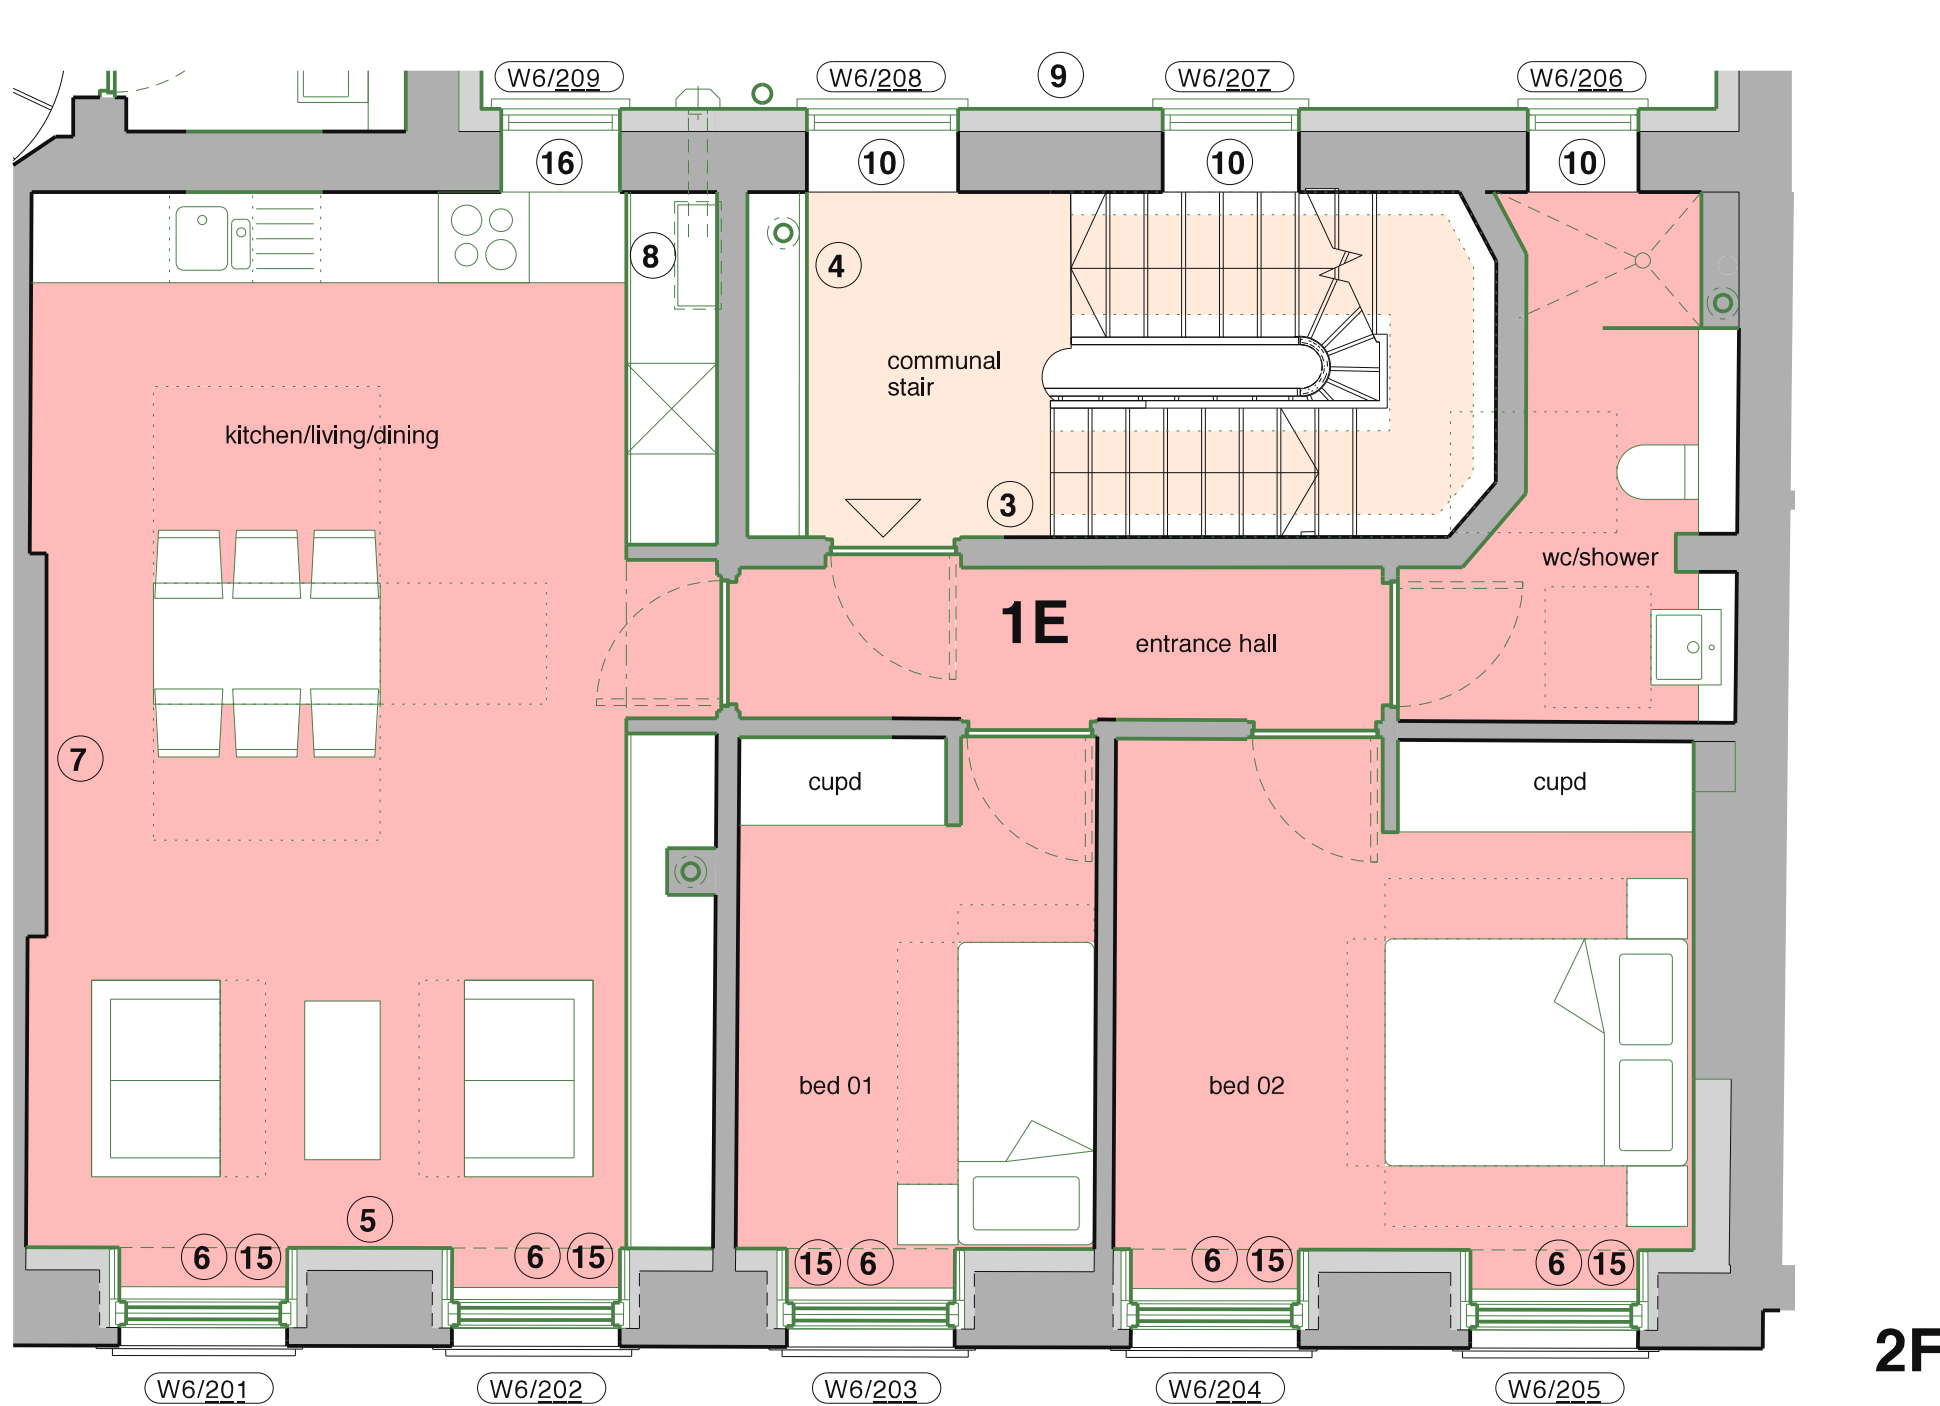 W6/209
W6/208
9
W6/207
W6/206
16
10
10
10
8
4
communal
stair
kitchen/living/dining
3
wc/shower
1E
entrance hall
7
cupd
cupd
bed 01
bed 02
5
6
15
6
15
15
6
6
15
6
15
2F
W6/201
W6/202
W6/203
W6/204
W6/205